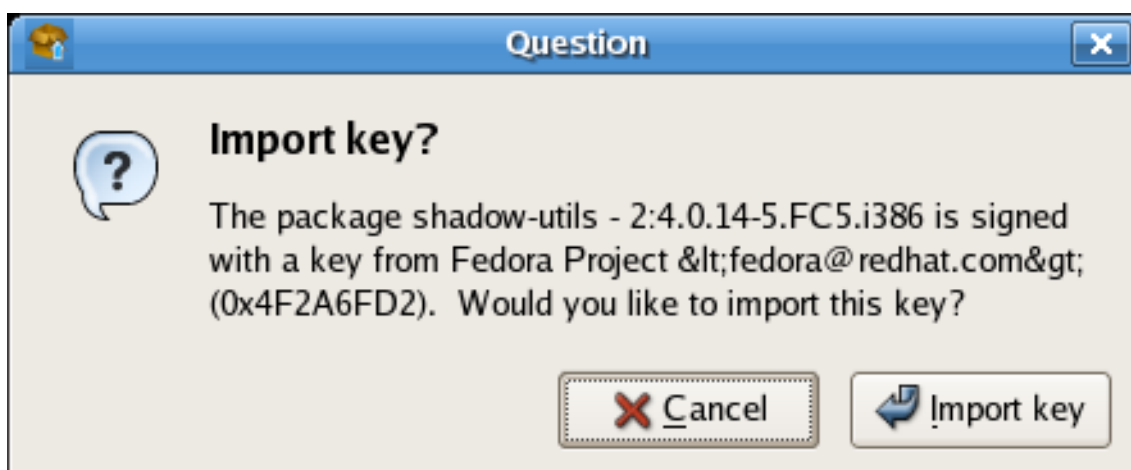 Question
Import key?
The package shadow-utils - 2:4.0.14-5.FC5.i386 is signed
with a key from Fedora Project &lt;fedora@redhat.com&gt;
(0x4F2A6FD2).  Would you like to import this key?
Cancel
Import key